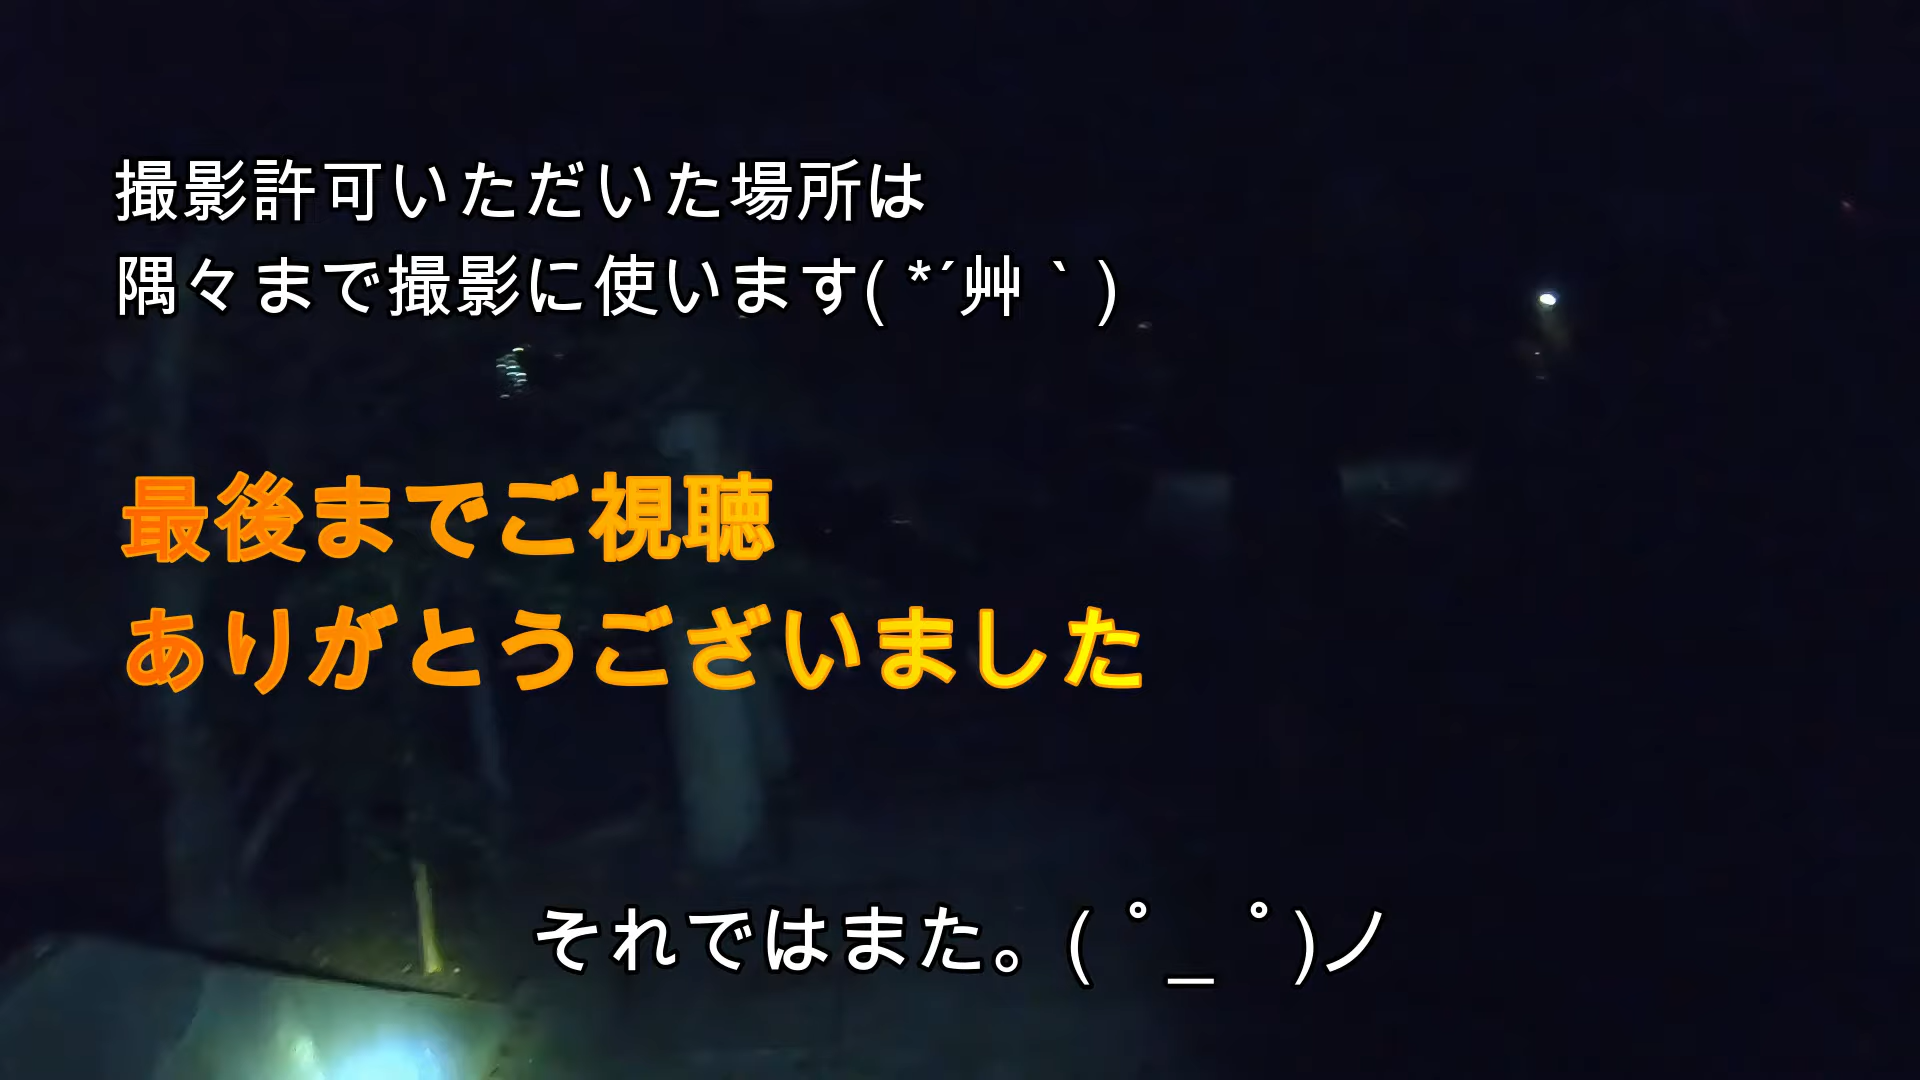 撮影許可いただいた場所は
隅々まで撮影に使います( *´艸｀)
最後までご視聴
ありがとうございました
それではまた。( ﾟ_ゝﾟ)ノ